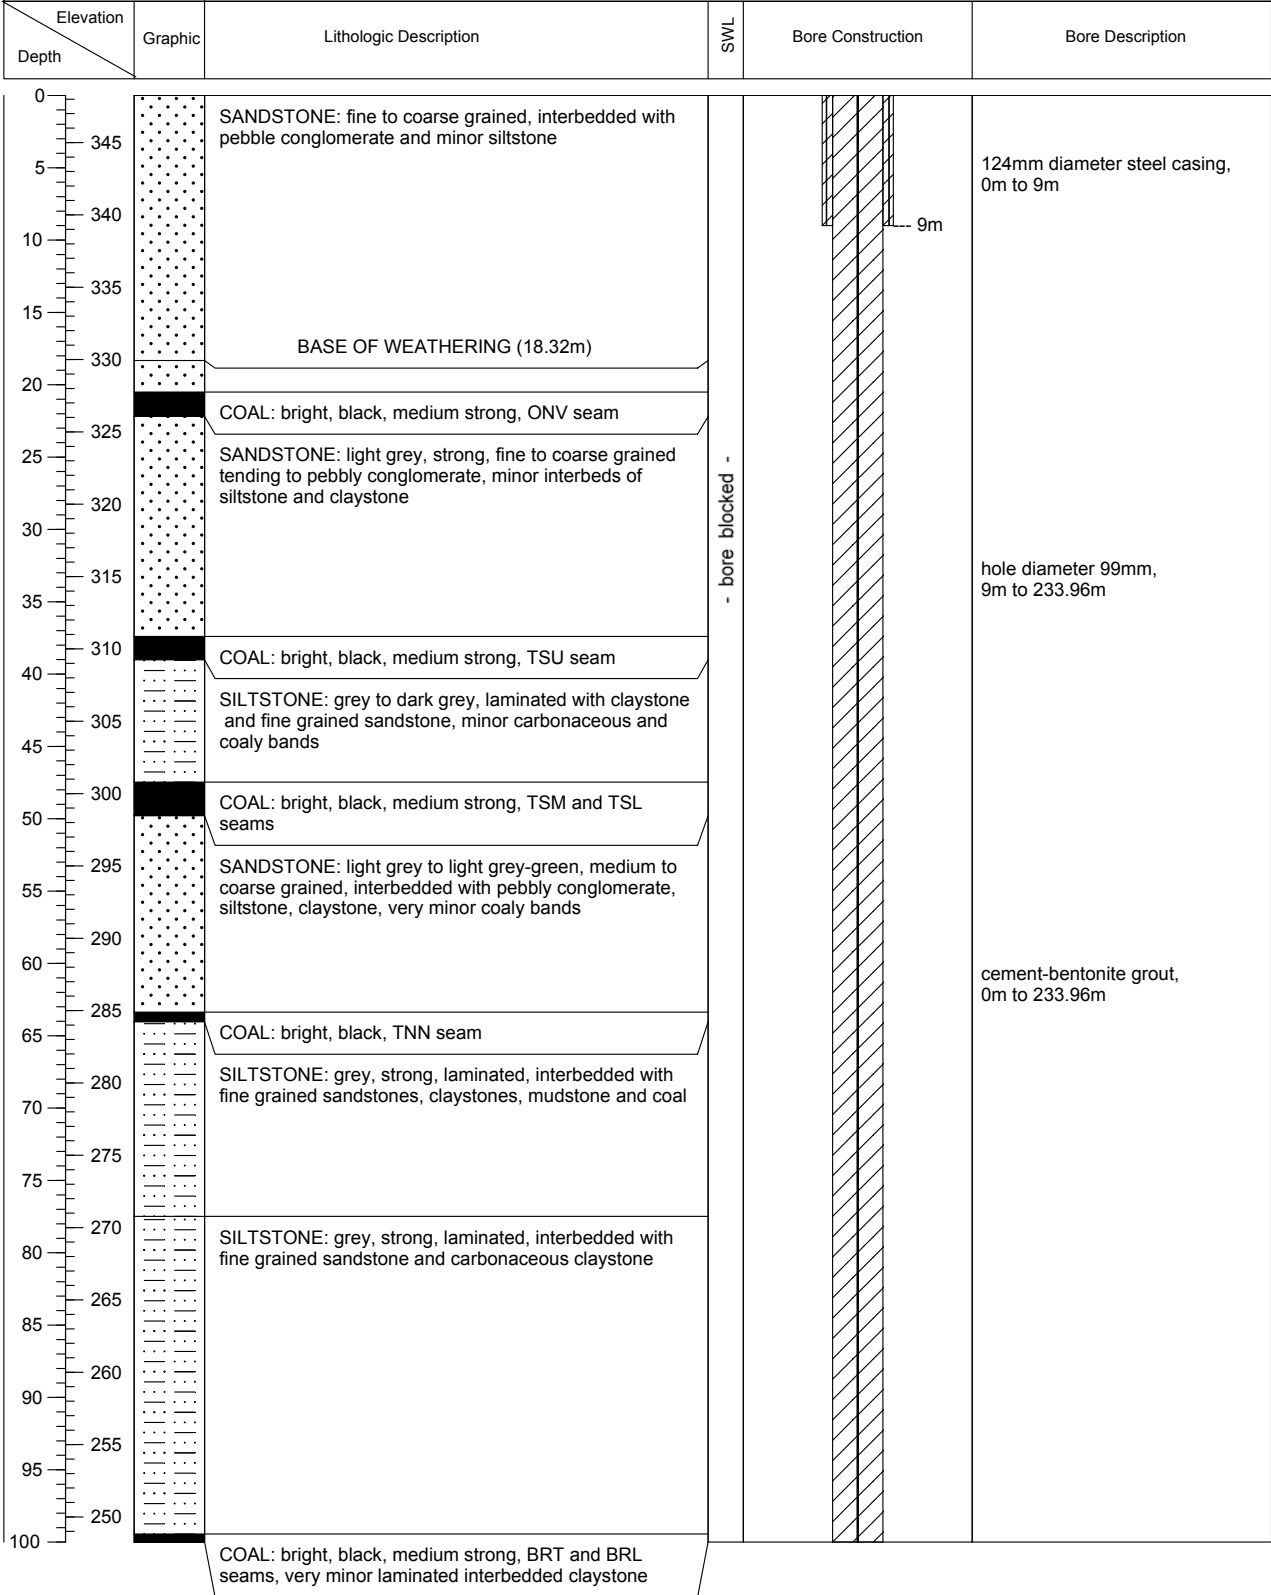 Elevation
Depth
Graphic
Lithologic Description
SWL
Bore Construction
Bore Description
0
5
10
15
20
25
30
35
40
45
50
55
60
65
70
75
80
85
90
95
100
345
340
335
330
325
320
315
310
305
300
295
290
285
280
275
270
265
260
255
250
SANDSTONE: fine to coarse grained, interbedded with
pebble conglomerate and minor siltstone
BASE OF WEATHERING (18.32m)
COAL: bright, black, medium strong, ONV seam
SANDSTONE: light grey, strong, fine to coarse grained
tending to pebbly conglomerate, minor interbeds of
siltstone and claystone
COAL: bright, black, medium strong, TSU seam
SILTSTONE: grey to dark grey, laminated with claystone
and fine grained sandstone, minor carbonaceous and
coaly bands
COAL: bright, black, medium strong, TSM and TSL
seams
SANDSTONE: light grey to light grey-green, medium to
coarse grained, interbedded with pebbly conglomerate,
siltstone, claystone, very minor coaly bands
COAL: bright, black, TNN seam
SILTSTONE: grey, strong, laminated, interbedded with
fine grained sandstones, claystones, mudstone and coal
SILTSTONE: grey, strong, laminated, interbedded with
fine grained sandstone and carbonaceous claystone
COAL: bright, black, medium strong, BRT and BRL
seams, very minor laminated interbedded claystone
- bore blocked -
9m
124mm diameter steel casing,
0m to 9m
hole diameter 99mm,
9m to 233.96m
cement-bentonite grout,
0m to 233.96m